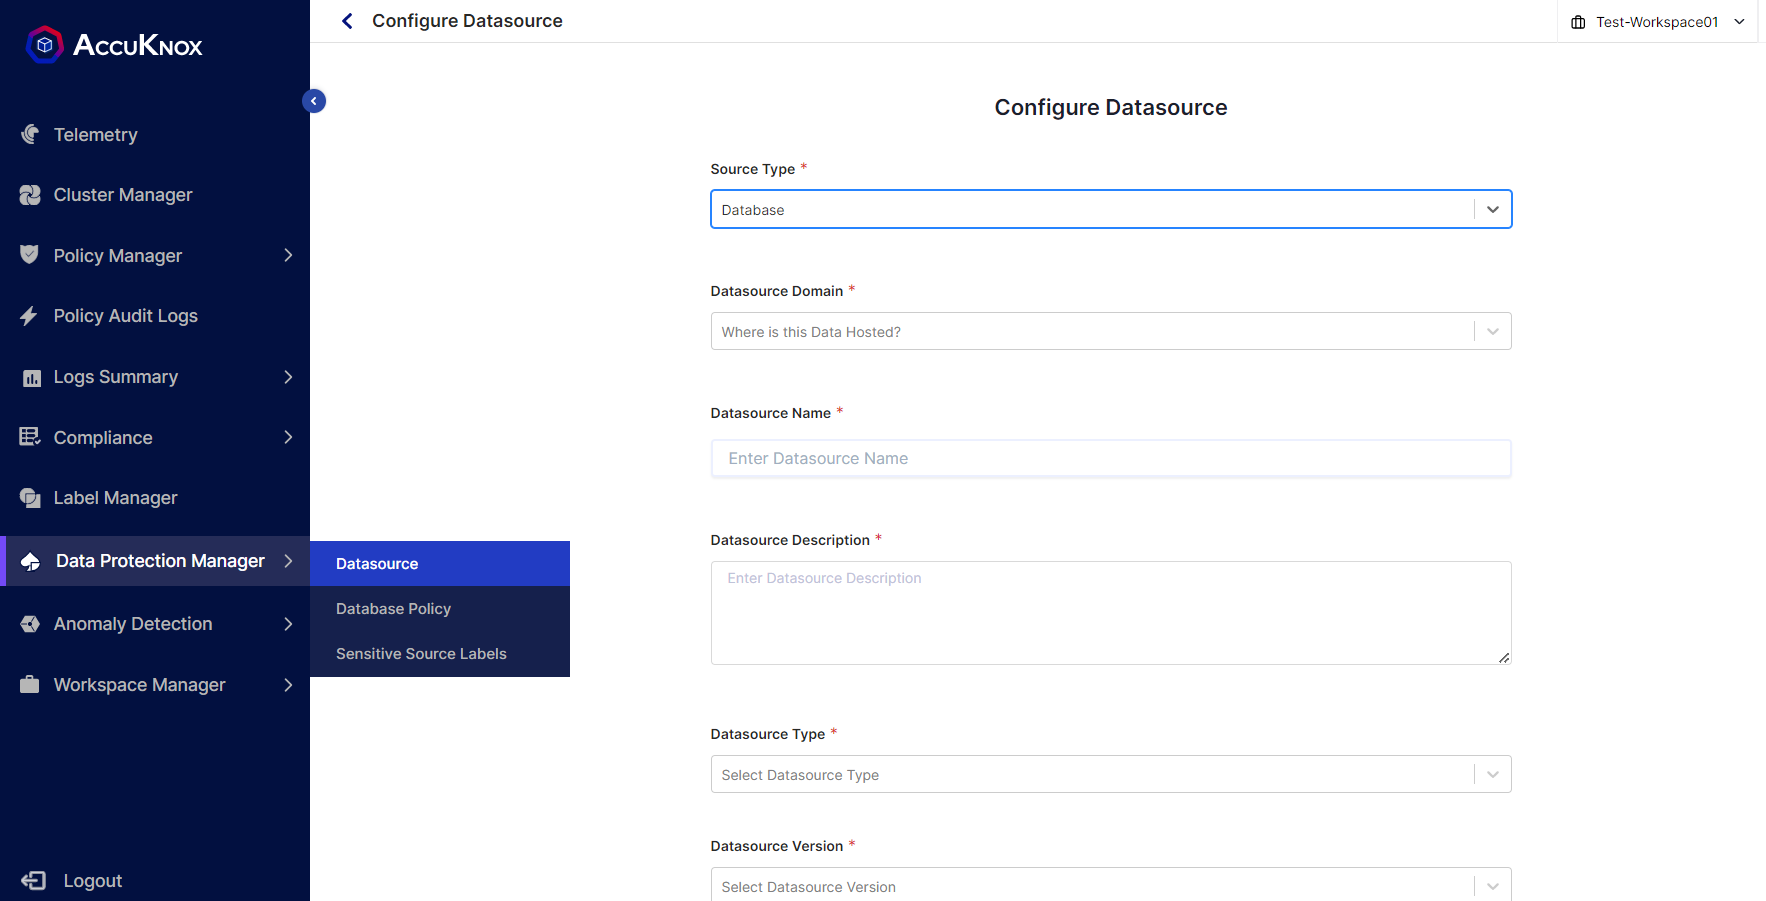 Configure Datasource
Test-Workspace01
ACCUKNOX
Telemetry
Cluster Manager
Policy Manager
Policy Audit Logs
Logs Summary
Compliance
Label Manager
Data Protection Manager
Anomaly Detection
Workspace Manager
Logout
Datasource
Database Policy
Sensitive Source Labels
Configure Datasource
Source Type *
Database
Datasource Domain *
Where is this Data Hosted?
Datasource Name *
Enter Datasource Name
Datasource Description *
Enter Datasource Description
Datasource Type *
Select Datasource Type
Datasource Version *
Select Datasource Version